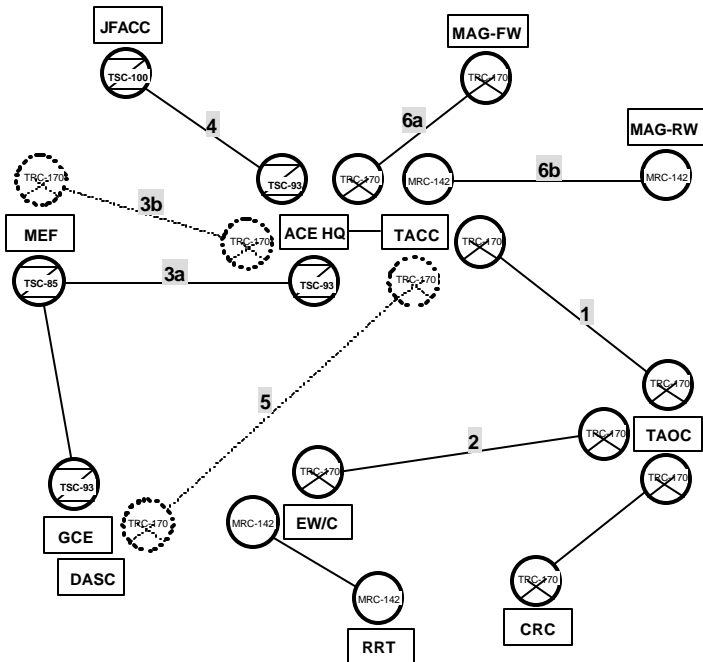 JFACC
MAG-FW
TSC-100
TRC-170
6a
4
MAG-RW
TRC-170
TSC-93
TRC-170
MRC-142
6b
MRC-142
3b
MEF
TRC-170
ACE HQ
TACC
TRC-170
3a
TSC-85
TSC-93
TRC-170
1
TRC-170
5
2
TRC-170
TAOC
TRC-170
TRC-170
TSC-93
GCE
TRC-170
MRC-142
EW/C
DASC
TRC-170
MRC-142
CRC
RRT